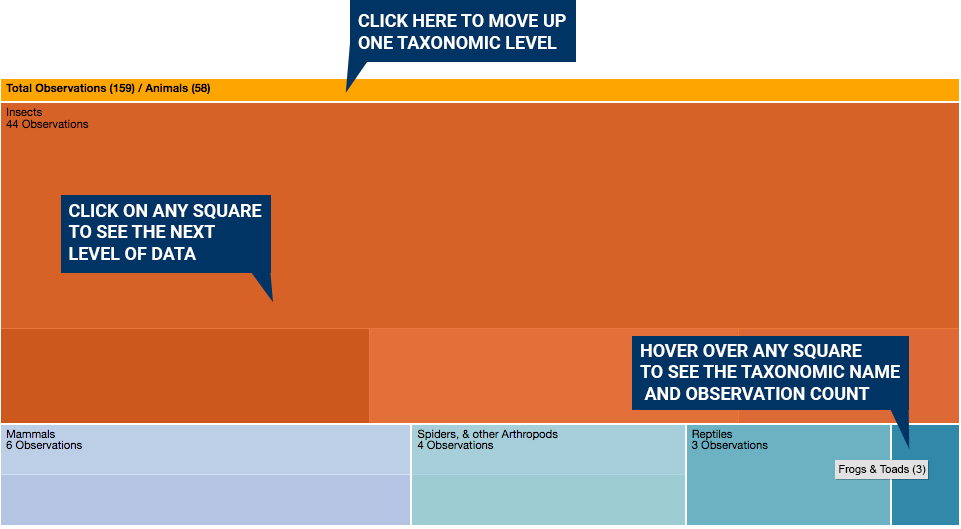 CLICK HERE TO MOVE UP
ONE TAXONOMIC LEVEL
Total Observations (159) / Animals (58)
Insects
44 Observations
CLICK ON ANY SQUARE
TO SEE THE NEXT
LEVEL OF DATA
HOVER OVER ANY SQUARE
TO SEE THE TAXONOMIC NAME
AND OBSERVATION COUNT
Mammals
6 Observations
Spiders, & other Arthropods
4 Observations
Reptiles
3 Observations
Frogs & Toads (3)